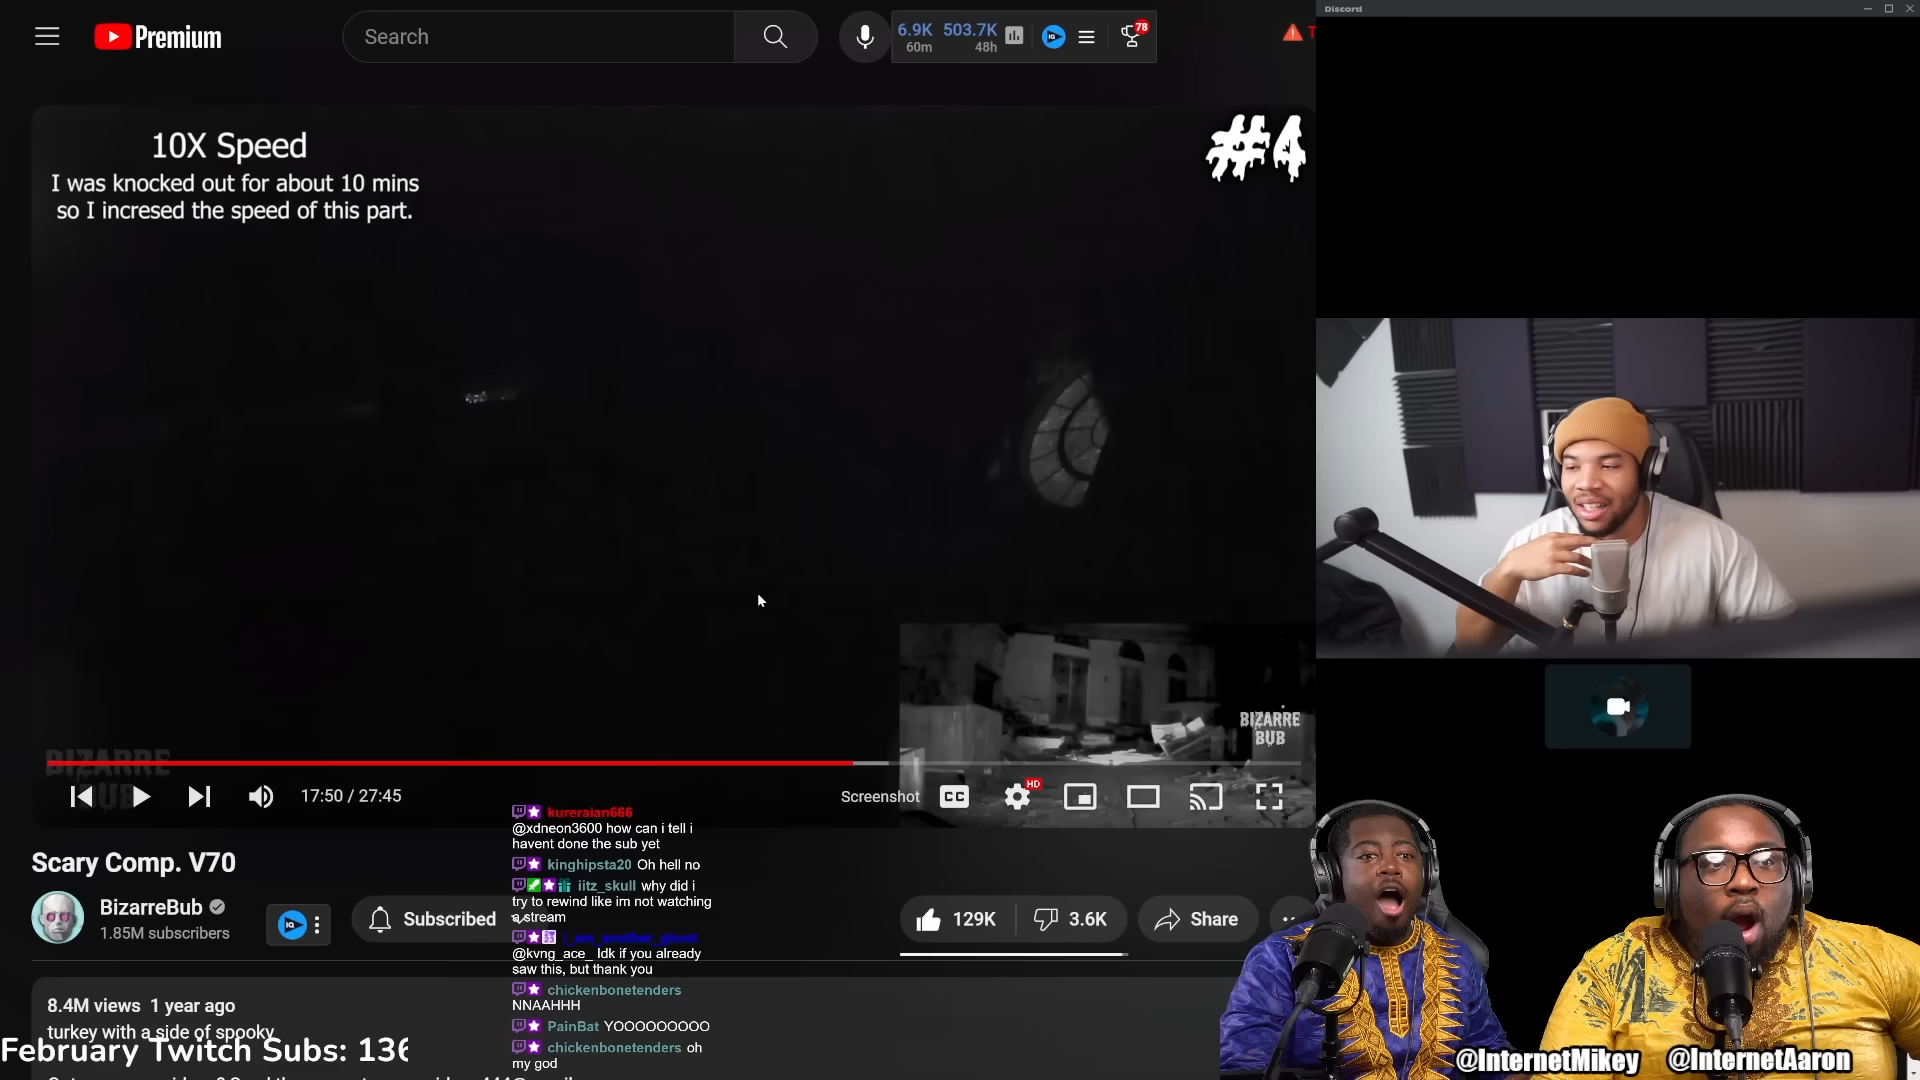 Premium
Search
6.9K
60m
503.7K
48h
78
Discord
10X Speed
I was knocked out for about 10 mins
so I incresed the speed of this part.
#4
BIZARRE
BUB
BIZARRE
BUB
17:50 / 27:45
Screenshot
CC
HD
Scary Comp. V70
BizarreBub
1.85M subscribers
Subscribed
129K
3.6K
Share
8.4M views 1 year ago
turkey with a side of spooky
February Twitch Subs: 136
kureraian666
@xdneon3600 how can i tell i
havent done the sub yet
kinghipsta20 Oh hell no
iitz_skull why did i
try to rewind like im not watching
a stream
i_am_another_ghost
@kvng_ace_ Idk if you already
saw this, but thank you
chickenbonetenders
NNAAHHH
PainBat YOOOOOOOOO
chickenbonetenders oh
my god
@InternetMikey
@InternetAaron